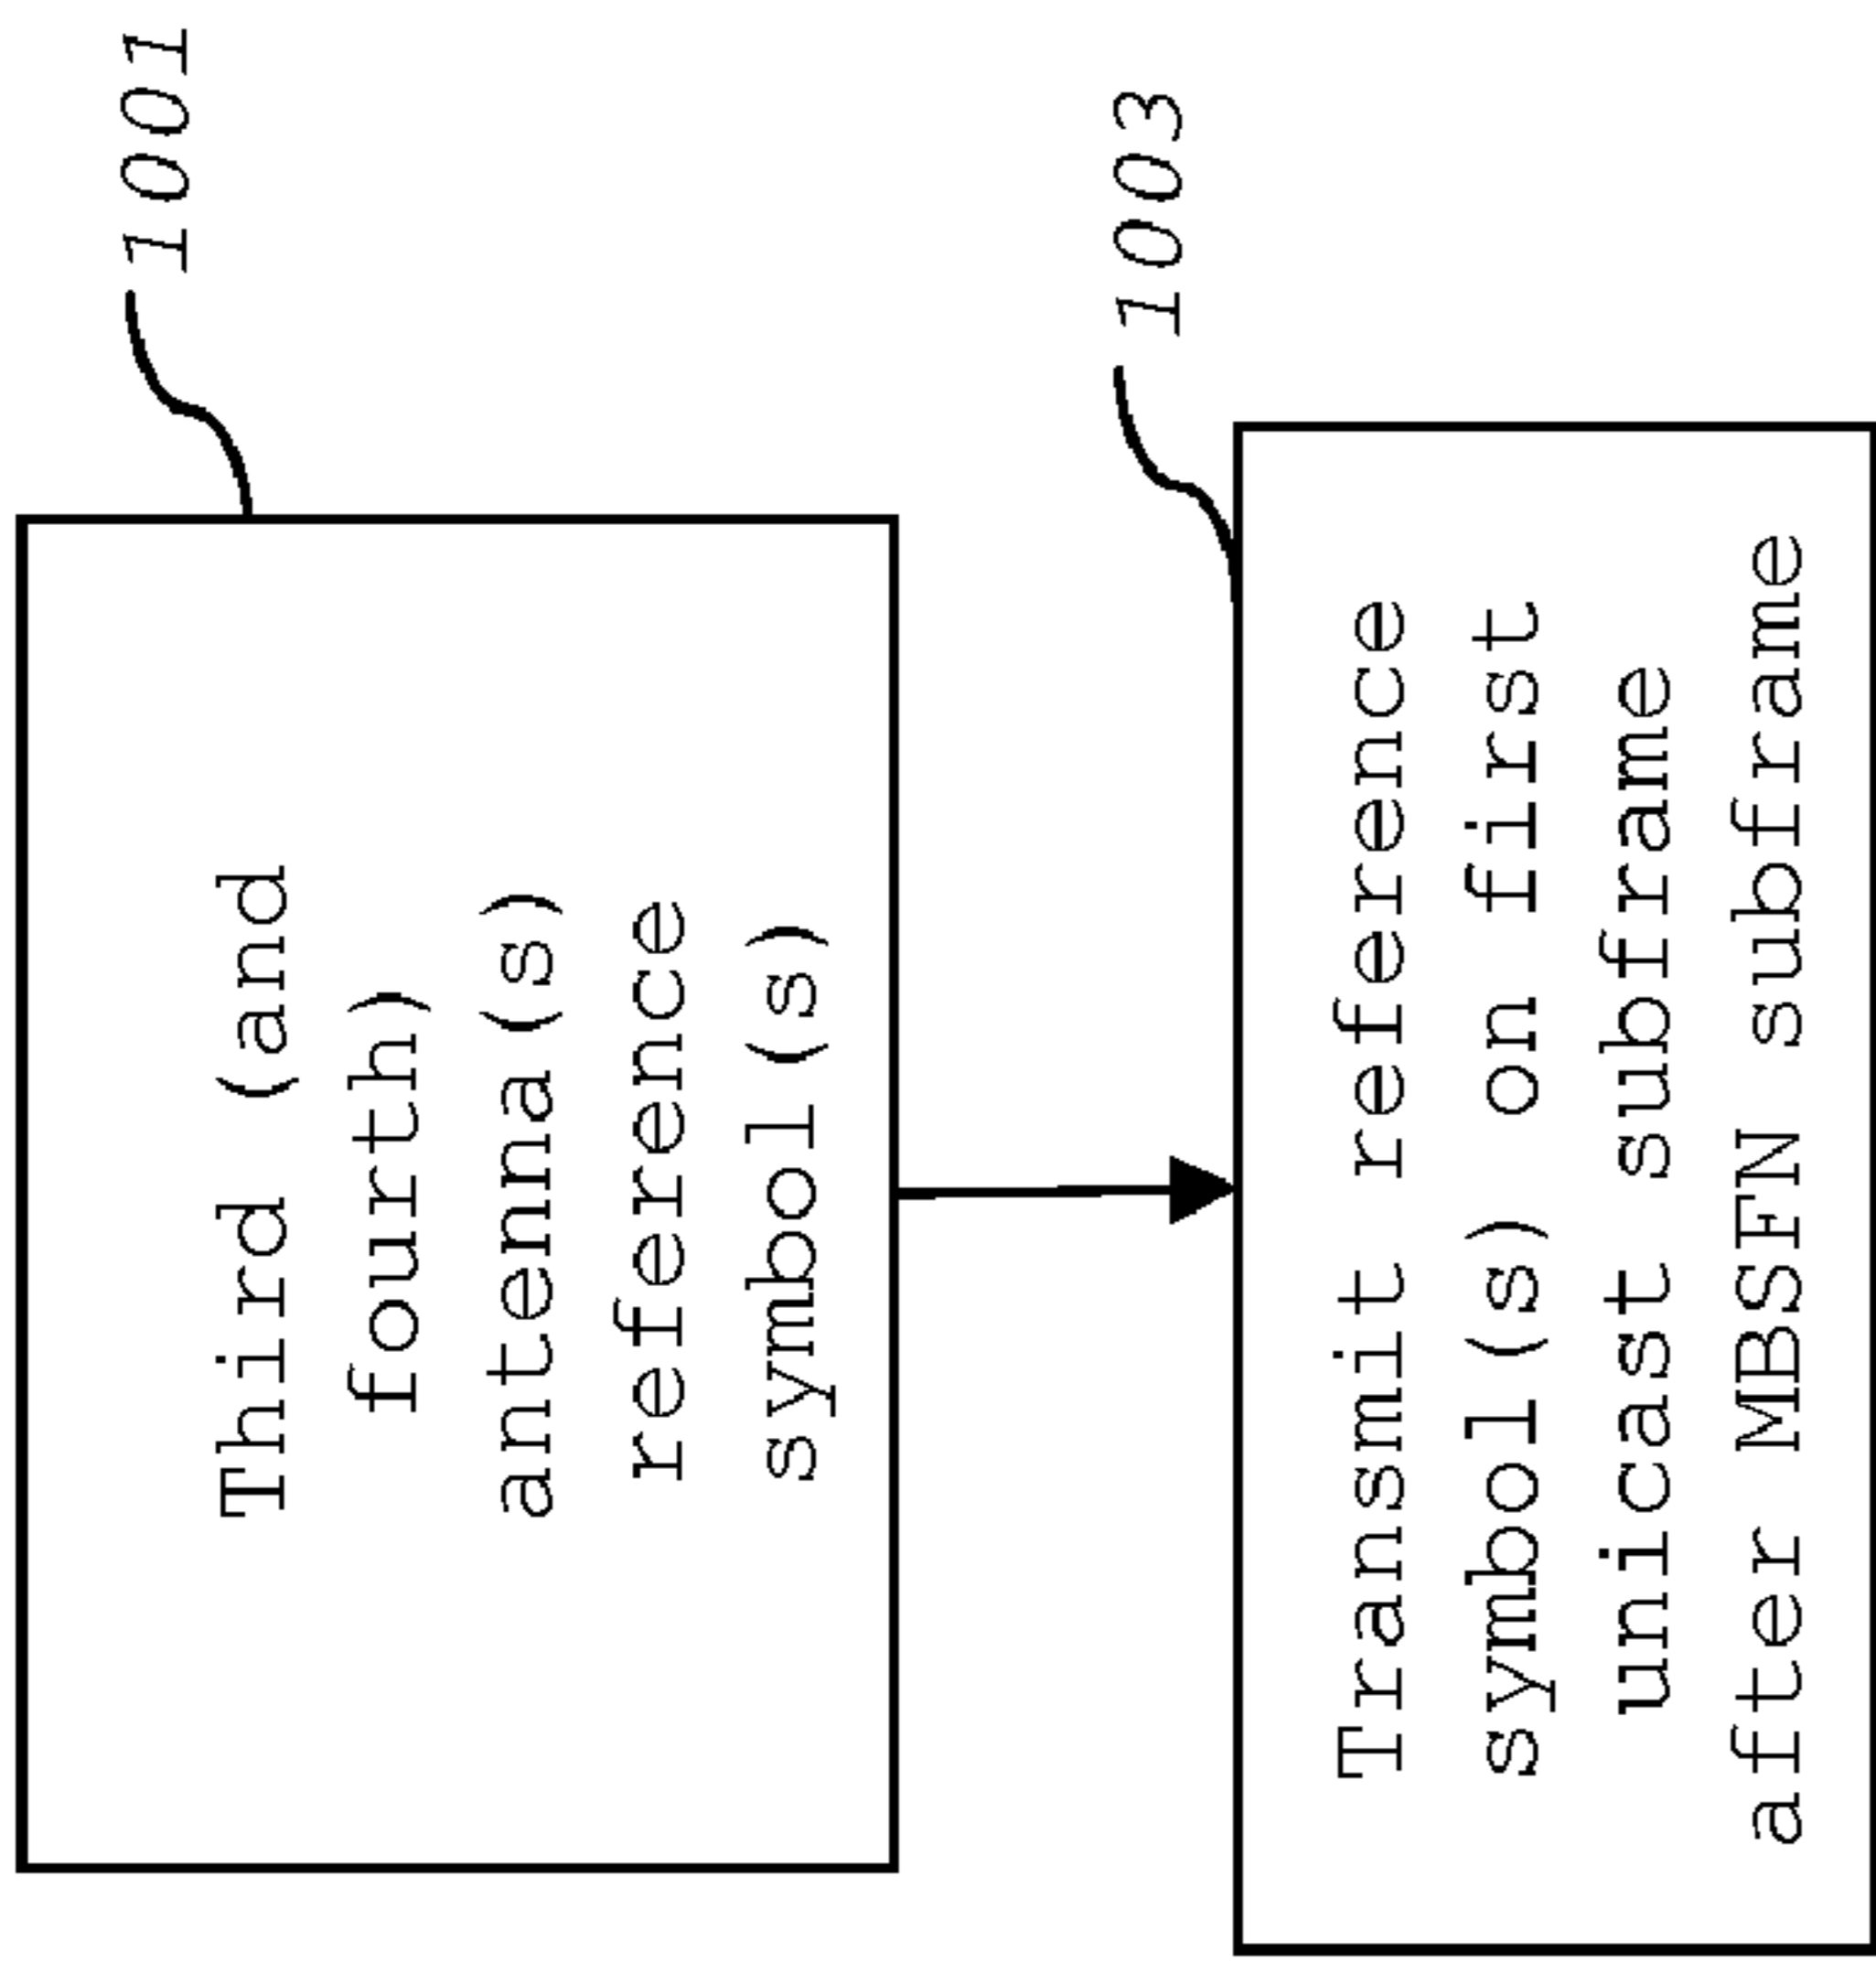 1001
Third (and
fourth)
antenna(s)
reference
symbol(s)
1003
Transmit reference
symbol(s) on first
unicast subframe
after MBSFN subframe